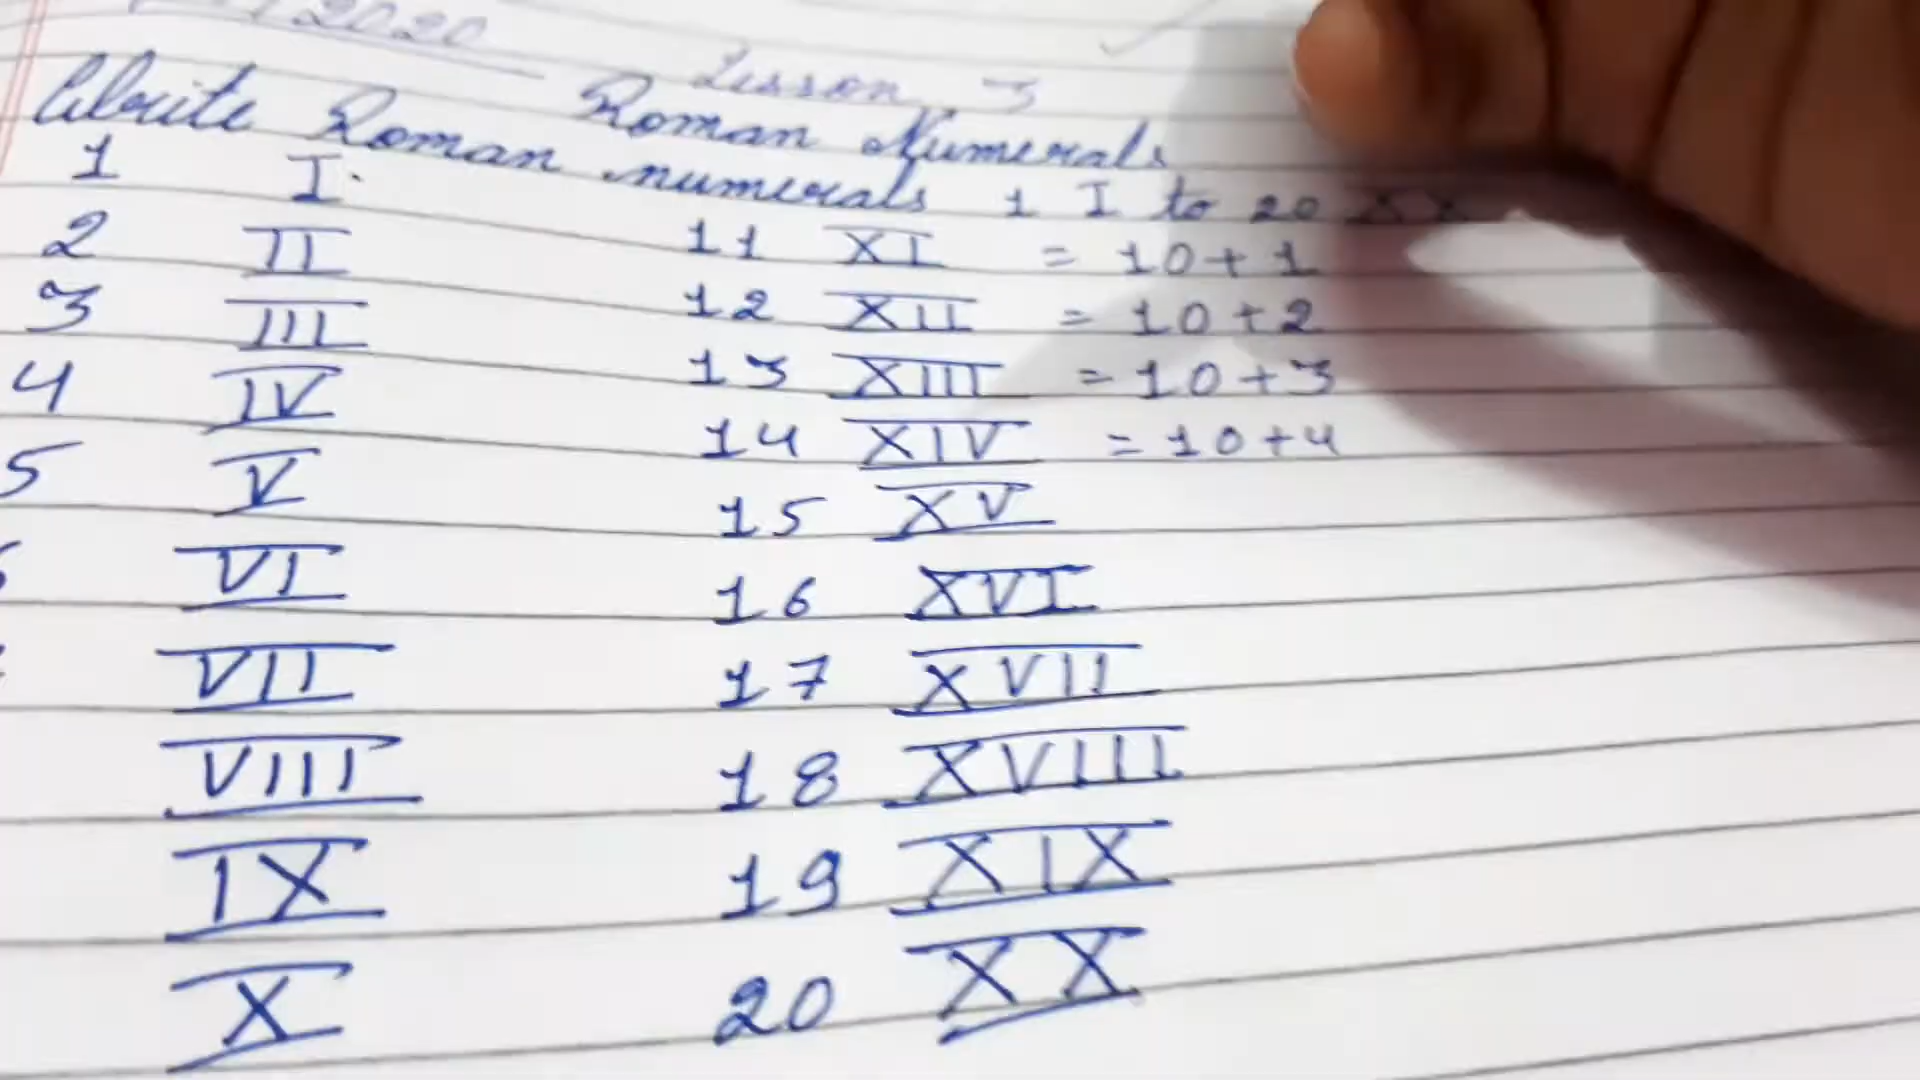 2020
Lesson 3
Roman Numerals
Write Roman numerals 1 I to 20 XX
1 I
2 II
3 III
4 IV
5 V
VI
VII
VIII
IX
X
11 XI = 10+1
12 XII = 10+2
13 XIII = 10+3
14 XIV = 10+4
15 XV
16 XVI
17 XVII
18 XVIII
19 XIX
20 XX